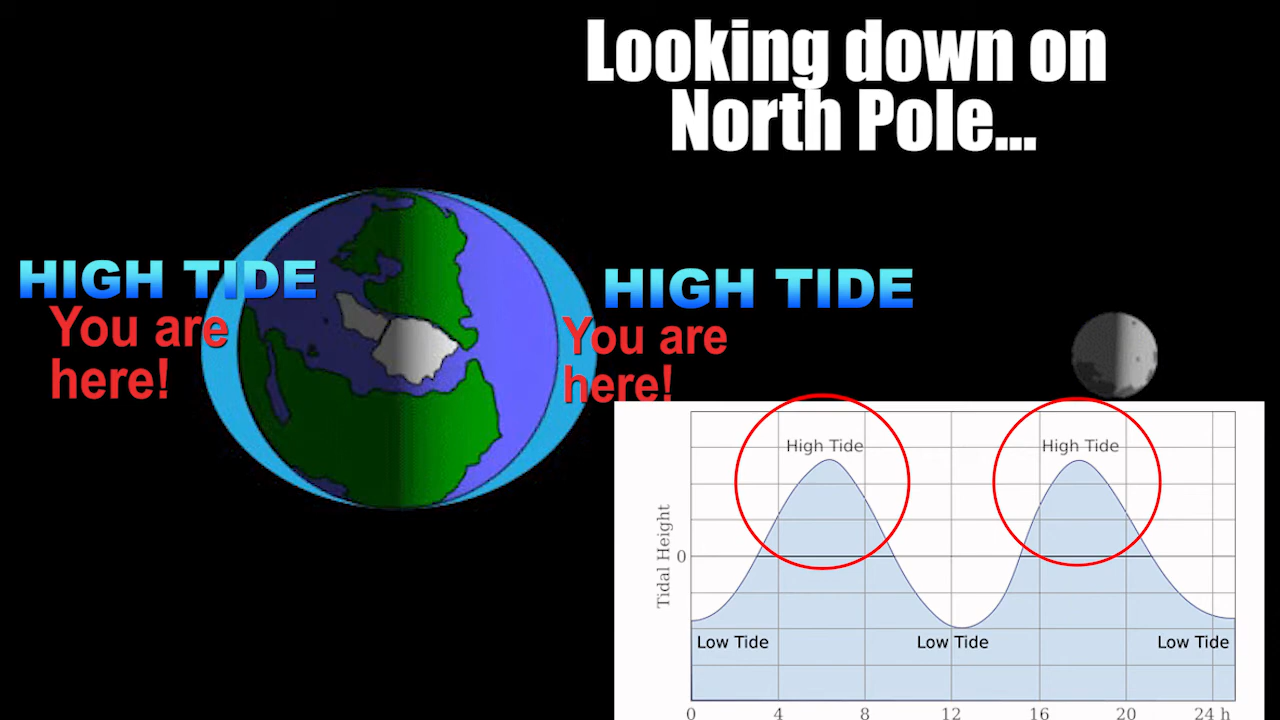 Looking down on
North Pole...
HIGH TIDE
You are
here!
HIGH TIDE
You are
here!
High Tide
High Tide
Tidal Height
0
Low Tide
Low Tide
Low Tide
0 4 8 12 16 20 24 h